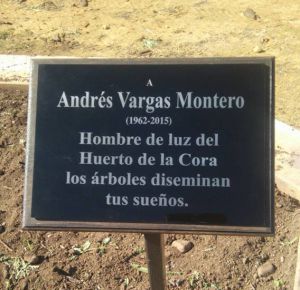 A
Andrés Vargas Montero
(1962-2015)
Hombre de luz del
Huerto de la Cora
los árboles diseminan
tus sueños.